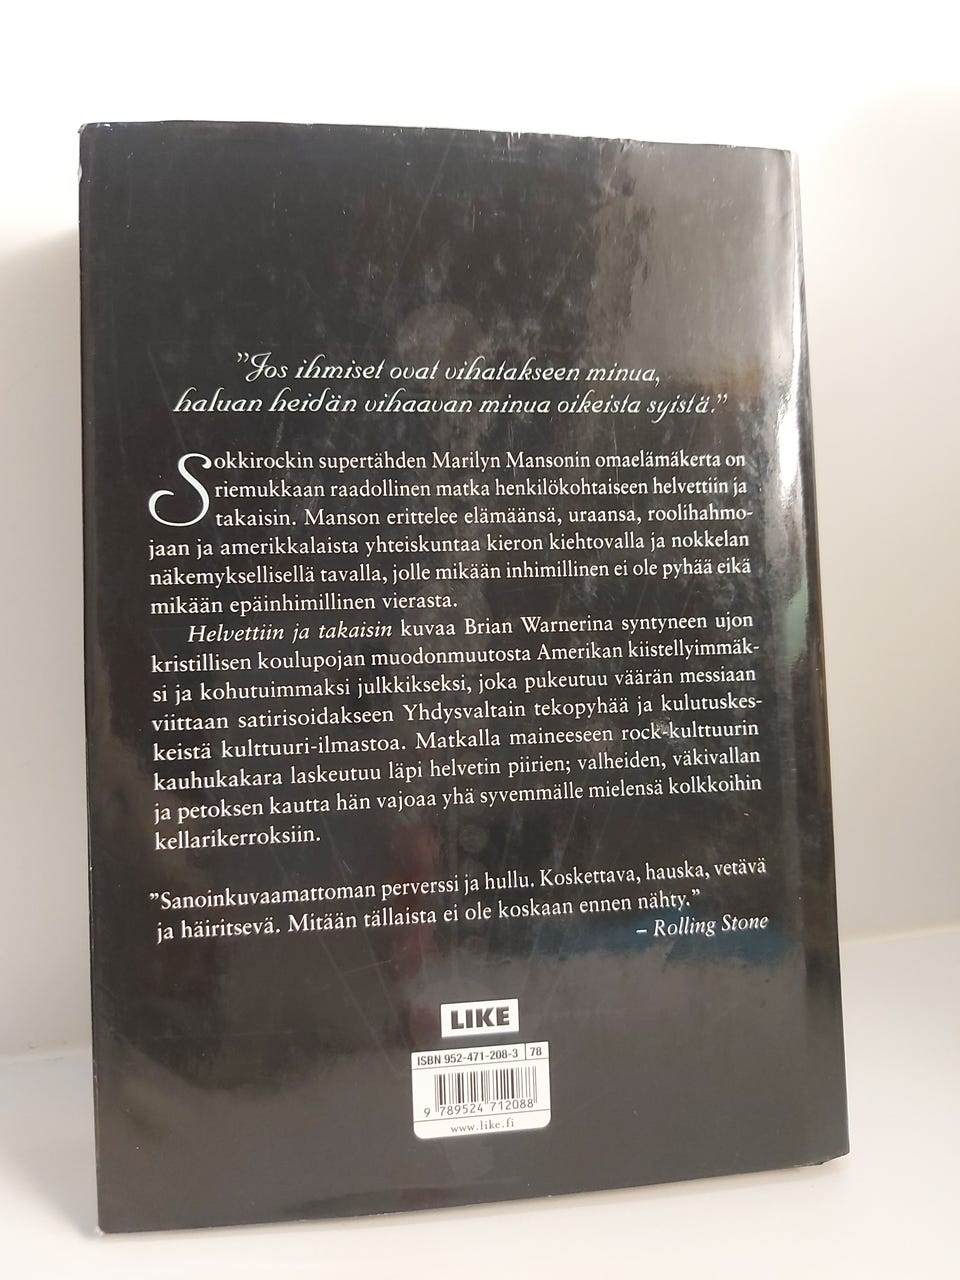 ”Jos ihmiset ovat vihatakseen minua,
haluan heidän vihaavan minua oikeista syistä.”
Sokkirockin supertähden Marilyn Mansonin omaelämäkerta on
riemukkaan raadollinen matka henkilökohtaiseen helvettiin ja
takaisin. Manson erittelee elämäänsä, uraansa, roolihahmo-
jaan ja amerikkalaista yhteiskuntaa kieron kiehtovalla ja nokkelan
näkemyksellisellä tavalla, jolle mikään inhimillinen ei ole pyhää eikä
mikään epäinhimillinen vierasta.
Helvettiin ja takaisin kuvaa Brian Warnerina syntyneen ujon
kristillisen koulupojan muodonmuutosta Amerikan kiistellyimmäk-
si ja kohutuimmaksi julkkikseksi, joka pukeutuu väärän messiaan
viittaan satirisoidakseen Yhdysvaltain tekopyhää ja kulutuskes-
keistä kulttuuri-ilmastoa. Matkalla maineeseen rock-kulttuurin
kauhukakara laskeutuu läpi helvetin piirien; valheiden, väkivallan
ja petoksen kautta hän vajoaa yhä syvemmälle mielensä kolkkoihin
kellarikerroksiin.
”Sanoinkuvaamattoman perverssi ja hullu. Koskettava, hauska, vetävä
ja häiritsevä. Mitään tällaista ei ole koskaan ennen nähty.”
– Rolling Stone
LIKE
ISBN 952-471-208-3 78
9 789524 712088
www.like.fi